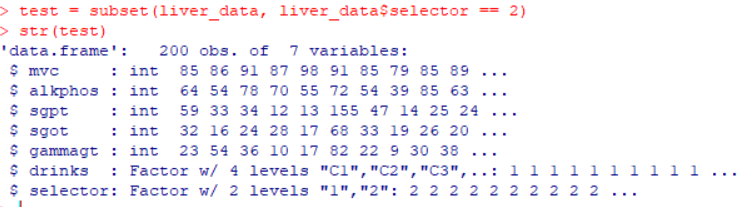 > test = subset(liver_data, liver_data$selector == 2)
> str(test)
'data.frame':   200 obs. of  7 variables:
 $ mvc     : int  85 86 91 87 98 91 85 79 85 89 ...
 $ alkphos : int  64 54 78 70 55 72 54 39 85 63 ...
 $ sgpt    : int  59 33 34 12 13 155 47 14 25 24 ...
 $ sgot    : int  32 16 24 28 17 68 33 19 26 20 ...
 $ gammagt : int  23 54 36 10 17 82 22 9 30 38 ...
 $ drinks  : Factor w/ 4 levels "C1","C2","C3",..: 1 1 1 1 1 1 1 1 1 1 ...
 $ selector: Factor w/ 2 levels "1","2": 2 2 2 2 2 2 2 2 2 2 ...